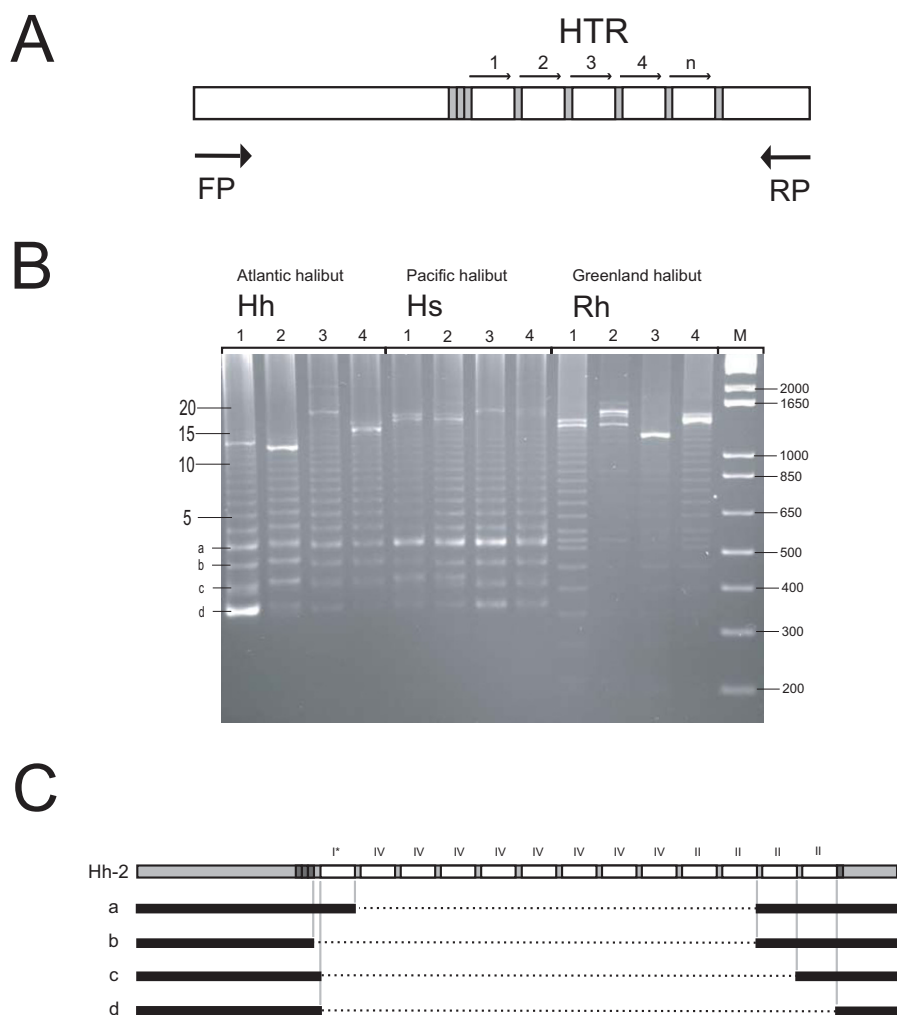 A
HTR
1 2 3 4 n
FP RP
B
Atlantic halibut Pacific halibut Greenland halibut
Hh Hs Rh
1 2 3 4 1 2 3 4 1 2 3 4 M
20
15
10
5
a
b
c
d
2000
1650
1000
850
650
500
400
300
200
C
I* IV IV IV IV IV IV IV IV II II II II
Hh-2
a
b
c
d